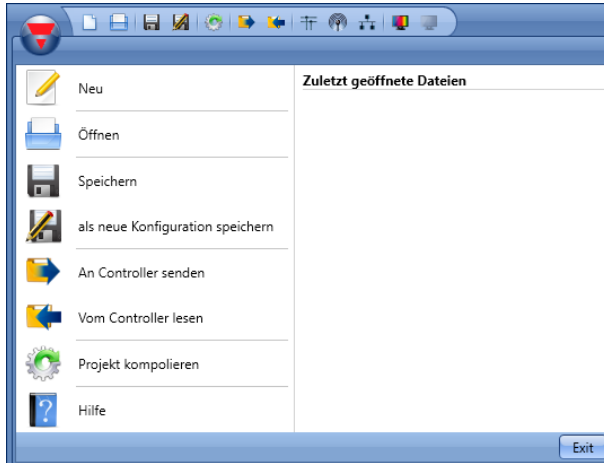 Neu
Öffnen
Speichern
als neue Konfiguration speichern
An Controller senden
Vom Controller lesen
Projekt kompolieren
Hilfe
Zuletzt geöffnete Dateien
Exit